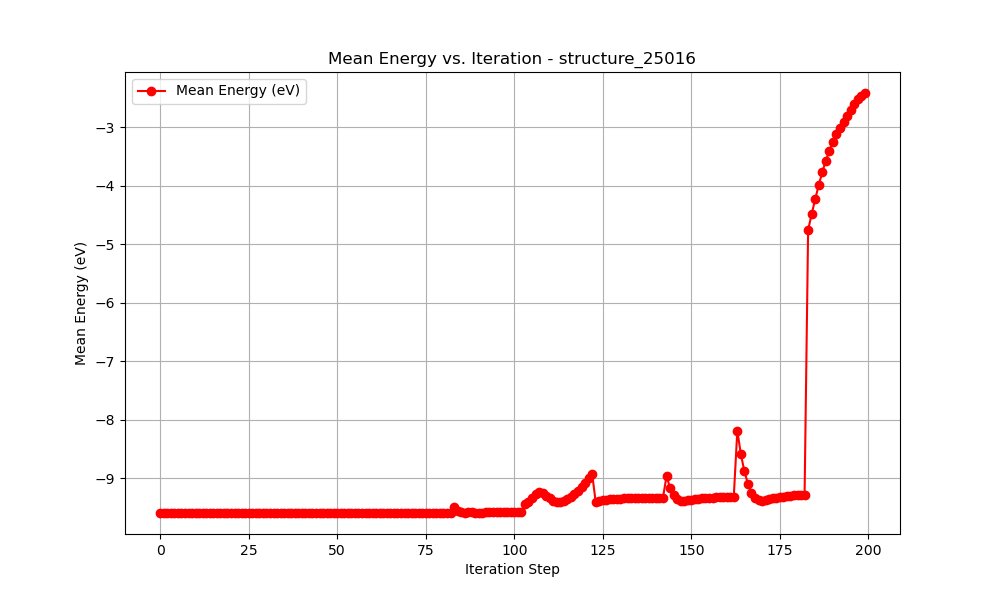 Mean Energy vs. Iteration - structure_25016
Mean Energy (eV)
Mean Energy (eV)
−3
−4
−5
−6
−7
−8
−9
0 25 50 75 100 125 150 175 200
Iteration Step